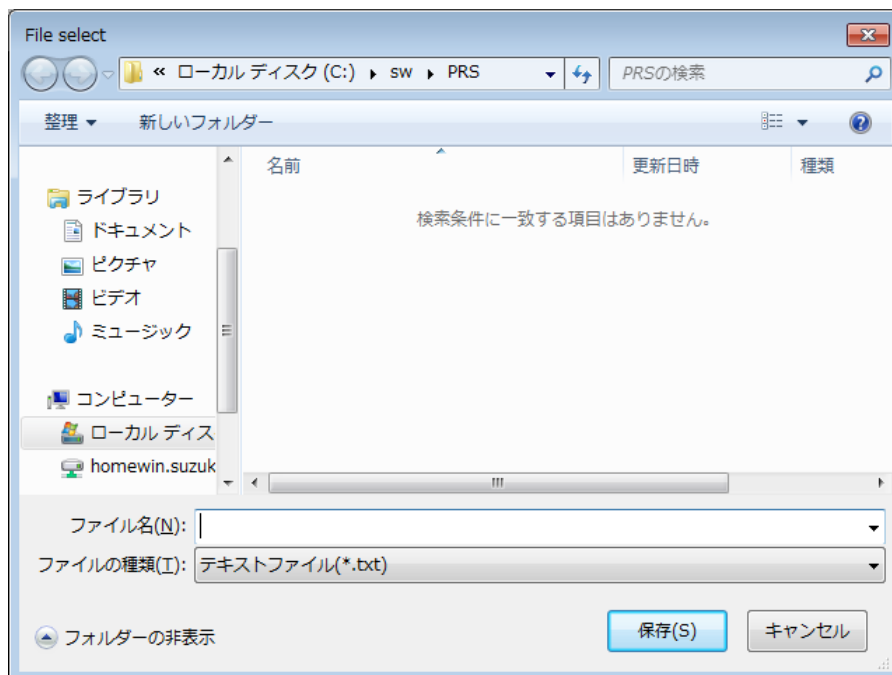 File select
« ローカル ディスク (C:) ▸ sw ▸ PRS PRSの検索
整理 新しいフォルダー
名前 更新日時 種類
検索条件に一致する項目はありません。
ライブラリ
ドキュメント
ピクチャ
ビデオ
ミュージック
コンピューター
ローカル ディス
homewin.suzuk
ファイル名(N):
ファイルの種類(T): テキストファイル(*.txt)
フォルダーの非表示 保存(S) キャンセル